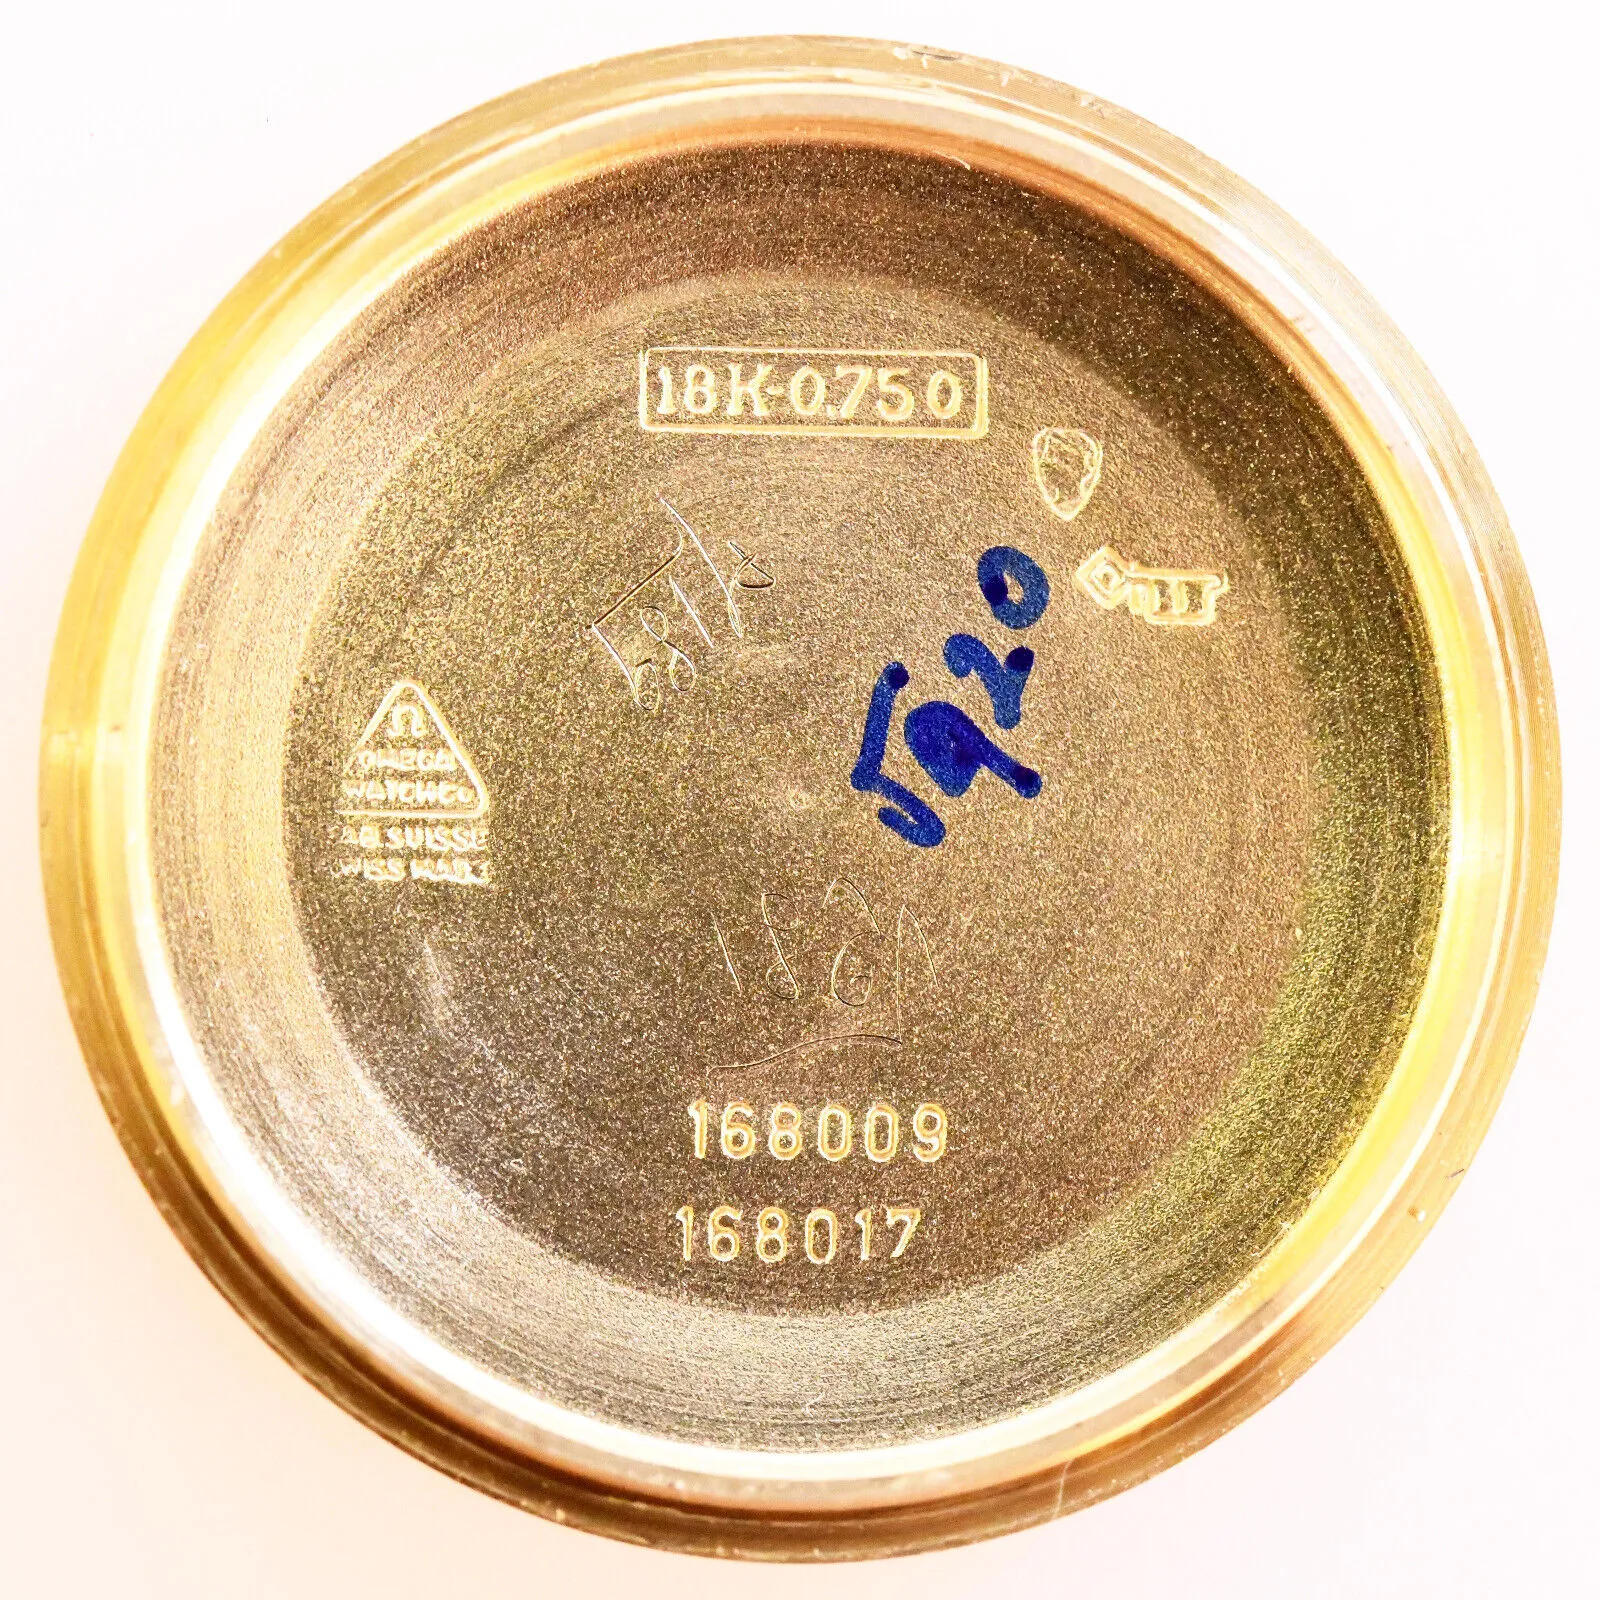 18K-0.750
Ω
OMEGA
WATCH Co
FAB. SUISSE
SWISS MADE
5920
168009
168017